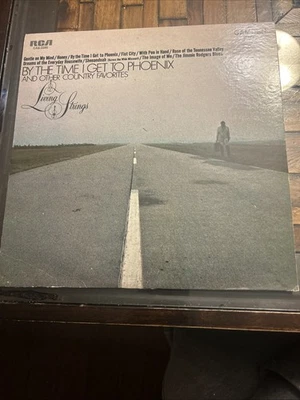 RCA
Gentle on My Mind / Honey / By the Time I Get to Phoenix / Flat City / With Pen in Hand / Rose of the Tennessee Valley
Dreams of the Everyday Housewife / Shenandoah / The Image of Me / The Jimmie Rodgers Blues
BY THE TIME I GET TO PHOENIX
AND OTHER COUNTRY FAVORITES
Living
Strings